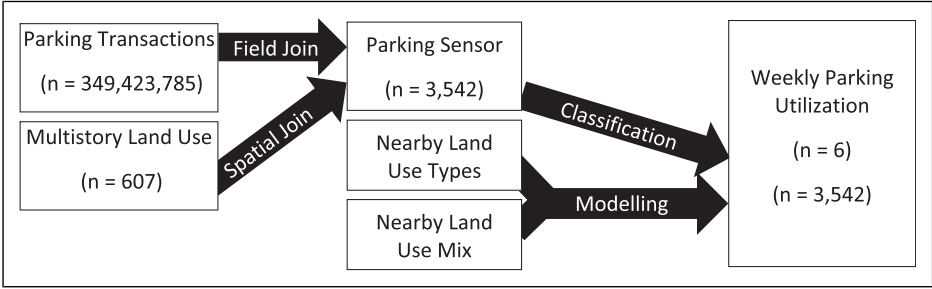 Parking Transactions
(n = 349,423,785)
Field Join
Multistory Land Use
(n = 607)
Spatial Join
Parking Sensor
(n = 3,542)
Nearby Land
Use Types
Nearby Land
Use Mix
Classification
Modelling
Weekly Parking
Utilization
(n = 6)
(n = 3,542)